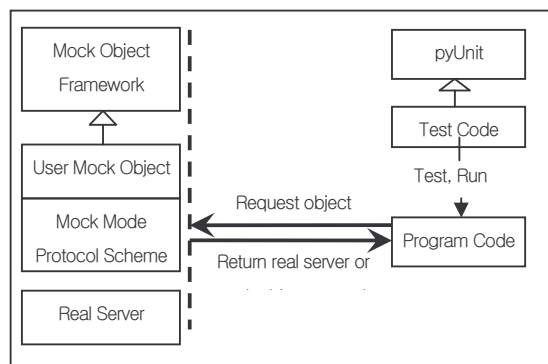 Mock Object
Framework
User Mock Object
Mock Mode
Protocol Scheme
Real Server
pyUnit
Test Code
Test, Run
Program Code
Request object
Return real server or